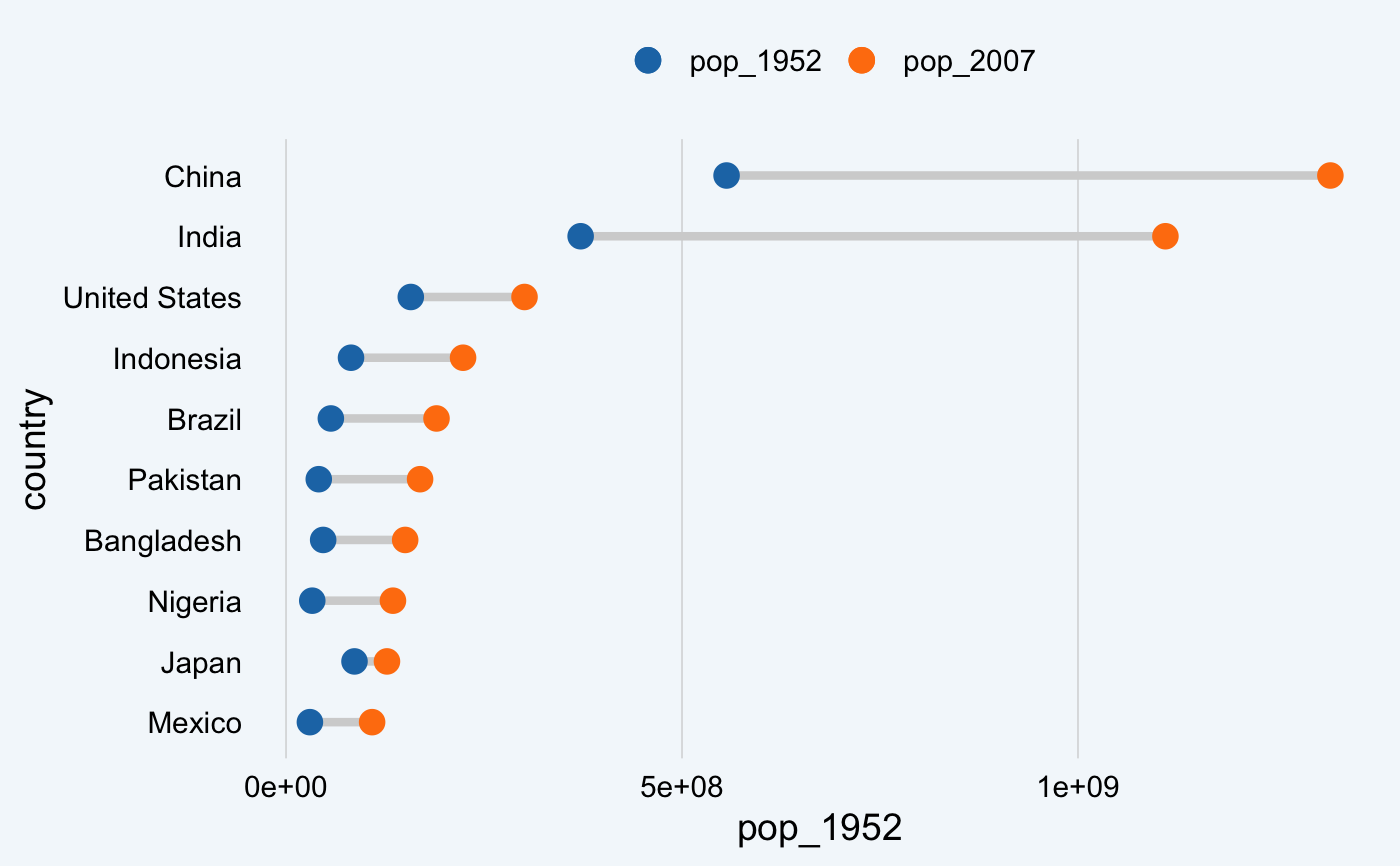 pop_1952 pop_2007
China
India
United States
Indonesia
Brazil
Pakistan
Bangladesh
Nigeria
Japan
Mexico
country
0e+00 5e+08 1e+09
pop_1952